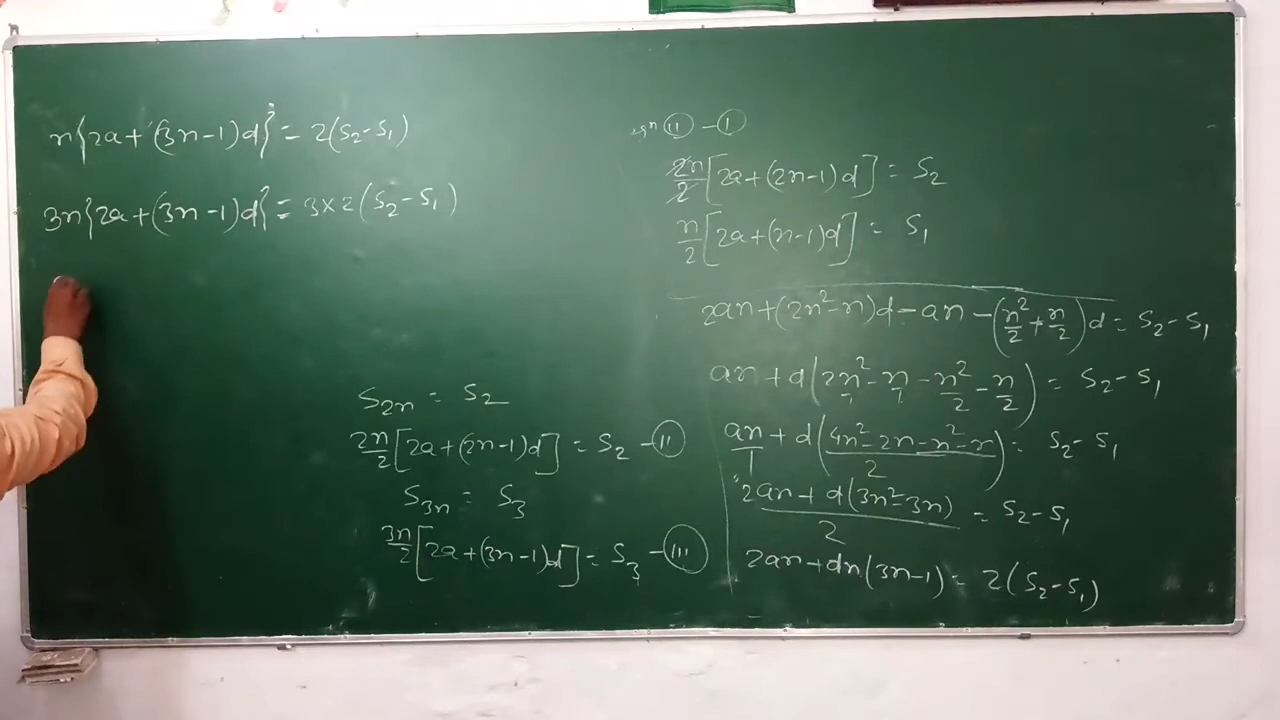 n{2a+(3n-1)d} = 2(S₂-S₁)
3n{2a+(3n-1)d} = 3×2(S₂-S₁)
S₂ₙ = S₂
2n/2[2a+(2n-1)d] = S₂ -(II)
S₃ₙ = S₃
3n/2[2a+(3n-1)d] = S₃ -(III)
eqⁿ (II) - (I)
2n/2[2a+(2n-1)d] = S₂
n/2[2a+(n-1)d] = S₁
2an+(2n²-n)d-an-(n²/2+n/2)d = S₂-S₁
an+d(2n²/1-n/1-n²/2-n/2) = S₂-S₁
an/1+d(4n²-2n-n²-n/2) = S₂-S₁
2an+d(3n²-3n)/2 = S₂-S₁
2an+dn(3n-1) = 2(S₂-S₁)